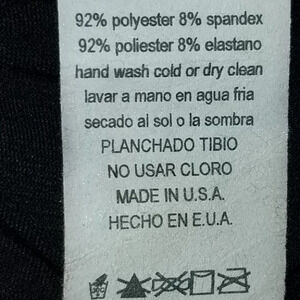 92% polyester 8% spandex
92% poliester 8% elastano
hand wash cold or dry clean
lavar a mano en agua fria
secado al sol o la sombra
PLANCHADO TIBIO
NO USAR CLORO
MADE IN U.S.A.
HECHO EN E.U.A.